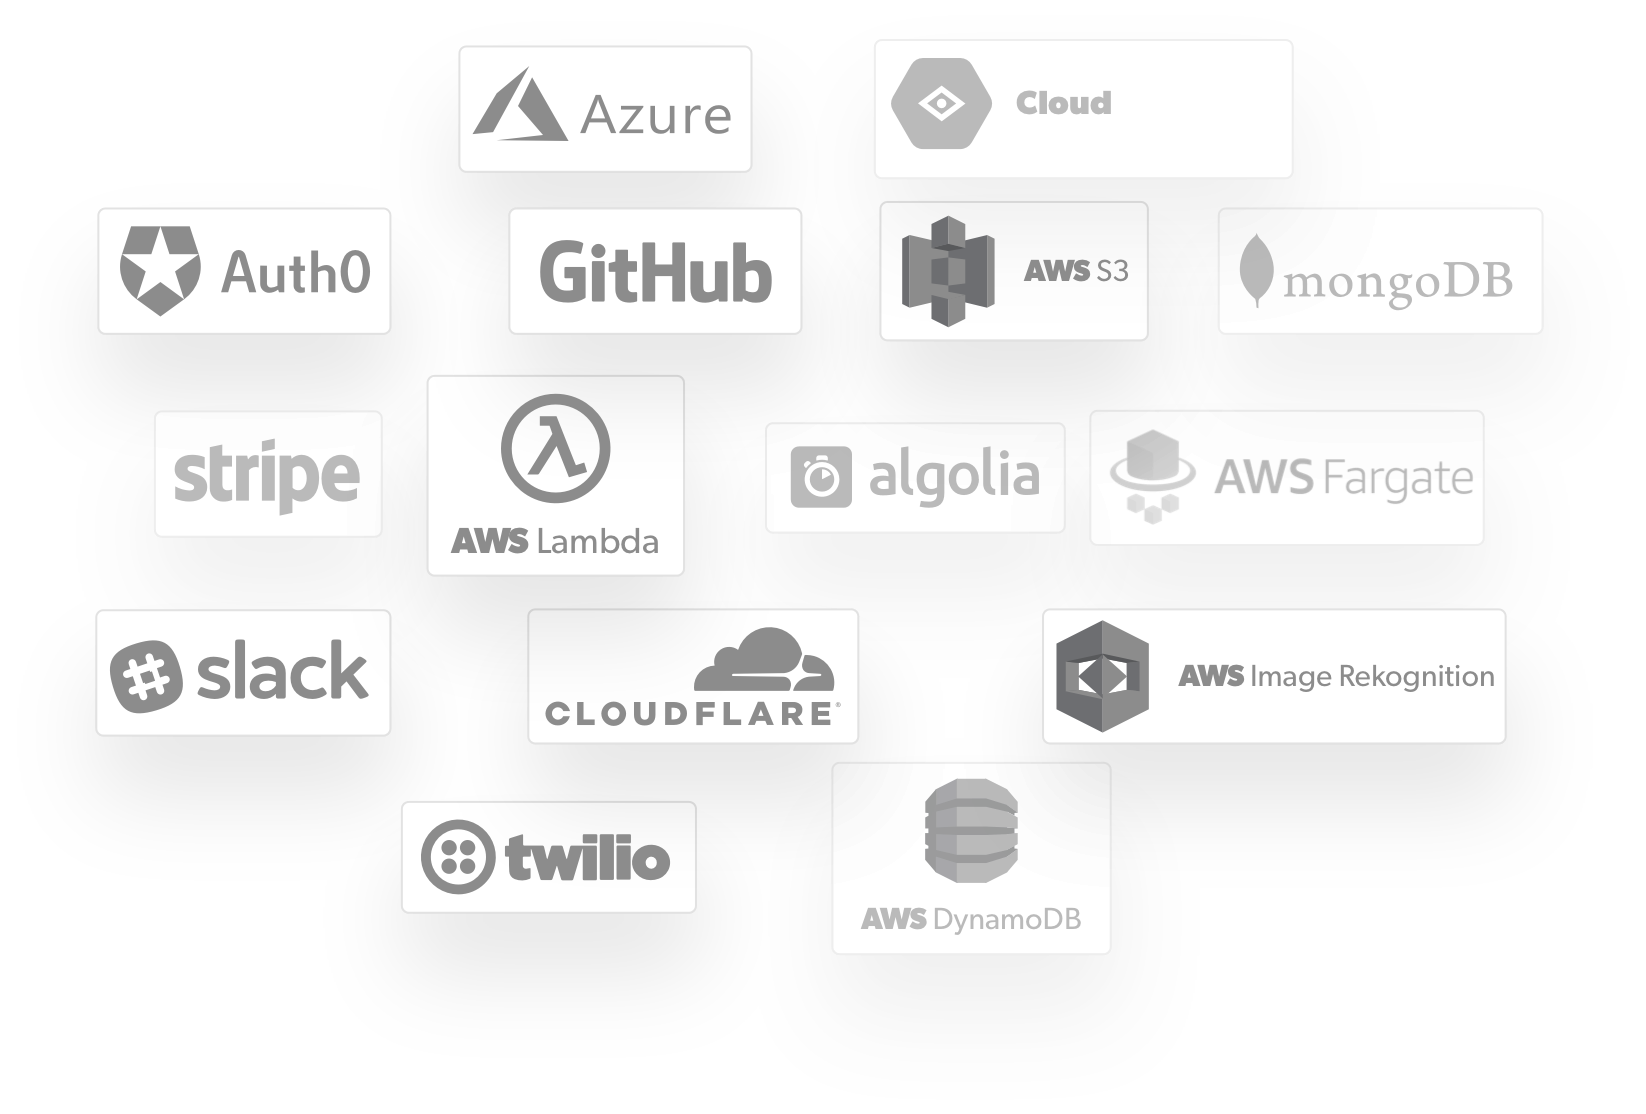 Azure
Cloud
Auth0
GitHub
AWS S3
mongoDB
stripe
AWS Lambda
algolia
AWS Fargate
slack
CLOUDFLARE®
AWS Image Rekognition
twilio
AWS DynamoDB